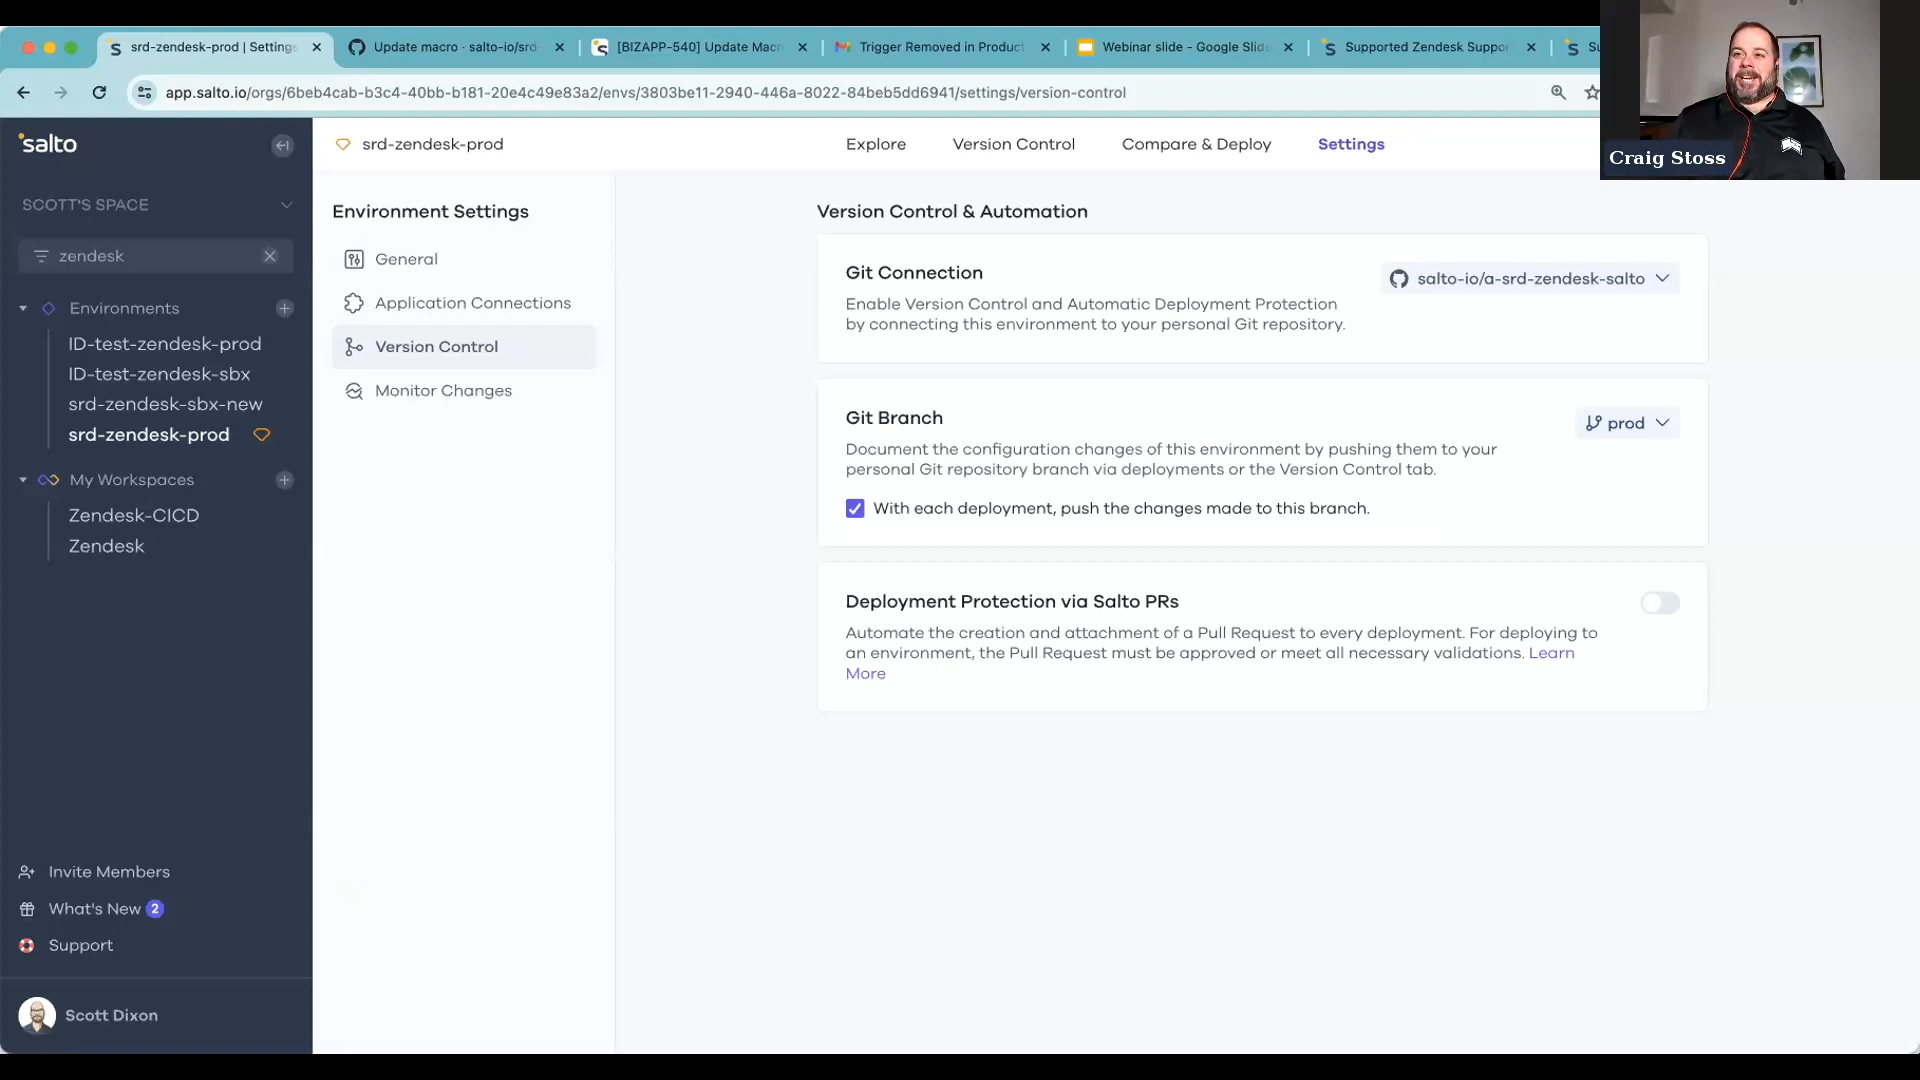 srd-zendesk-prod | Settings
Update macro · salto-io/srd-
[BIZAPP-540] Update Macr
Trigger Removed in Product
Webinar slide - Google Slide
Supported Zendesk Suppor
Su
app.salto.io/orgs/6beb4cab-b3c4-40bb-b181-20e4c49e83a2/envs/3803be11-2940-446a-8022-84beb5dd6941/settings/version-control
Craig Stoss
salto
srd-zendesk-prod
Explore
Version Control
Compare & Deploy
Settings
SCOTT'S SPACE
zendesk
Environments
ID-test-zendesk-prod
ID-test-zendesk-sbx
srd-zendesk-sbx-new
srd-zendesk-prod
My Workspaces
Zendesk-CICD
Zendesk
Invite Members
What's New 2
Support
Scott Dixon
Environment Settings
General
Application Connections
Version Control
Monitor Changes
Version Control & Automation
Git Connection
salto-io/a-srd-zendesk-salto
Enable Version Control and Automatic Deployment Protection
by connecting this environment to your personal Git repository.
Git Branch
prod
Document the configuration changes of this environment by pushing them to your
personal Git repository branch via deployments or the Version Control tab.
With each deployment, push the changes made to this branch.
Deployment Protection via Salto PRs
Automate the creation and attachment of a Pull Request to every deployment. For deploying to
an environment, the Pull Request must be approved or meet all necessary validations. Learn
More